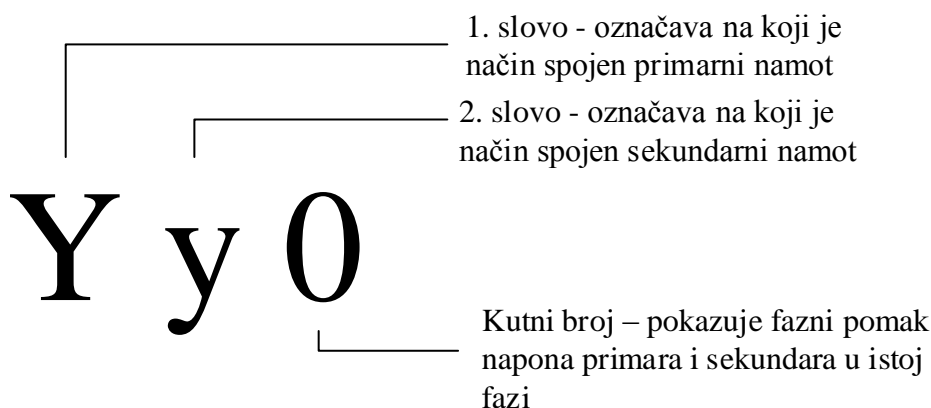 1. slovo - označava na koji je
način spojen primarni namot
2. slovo - označava na koji je
način spojen sekundarni namot
Y y 0
Kutni broj – pokazuje fazni pomak
napona primara i sekundara u istoj
fazi